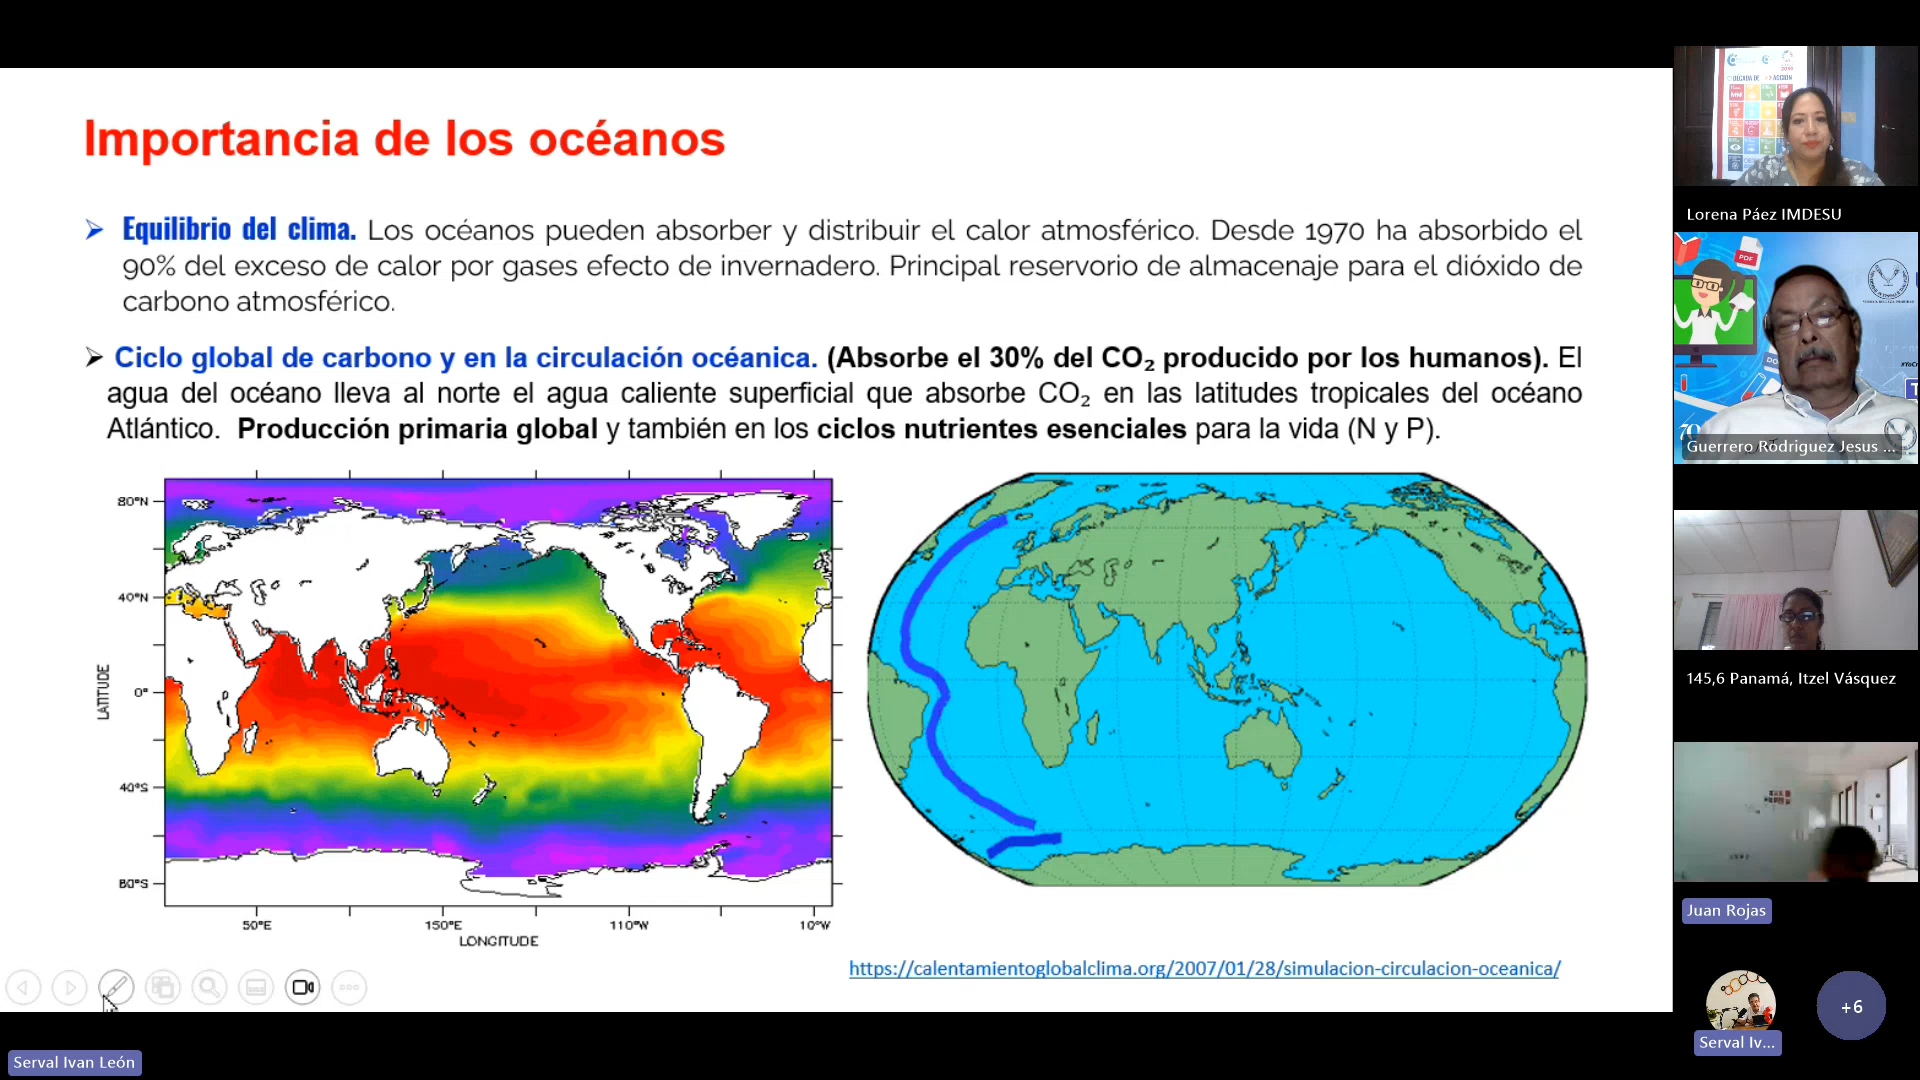 Importancia de los océanos
➢ Equilibrio del clima. Los océanos pueden absorber y distribuir el calor atmosférico. Desde 1970 ha absorbido el
90% del exceso de calor por gases efecto de invernadero. Principal reservorio de almacenaje para el dióxido de
carbono atmosférico.
➢ Ciclo global de carbono y en la circulación océanica. (Absorbe el 30% del CO₂ producido por los humanos). El
agua del océano lleva al norte el agua caliente superficial que absorbe CO₂ en las latitudes tropicales del océano
Atlántico. Producción primaria global y también en los ciclos nutrientes esenciales para la vida (N y P).
80°N
40°N
0°
40°S
80°S
LATITUDE
50°E
150°E
110°W
10°W
LONGITUDE
https://calentamientoglobalclima.org/2007/01/28/simulacion-circulacion-oceanica/
Serval Ivan León
DÉCADA DE ACCIÓN
Lorena Páez IMDESU
PDF
Guerrero Rodriguez Jesus ...
145,6 Panamá, Itzel Vásquez
Juan Rojas
Serval Iv...
+6